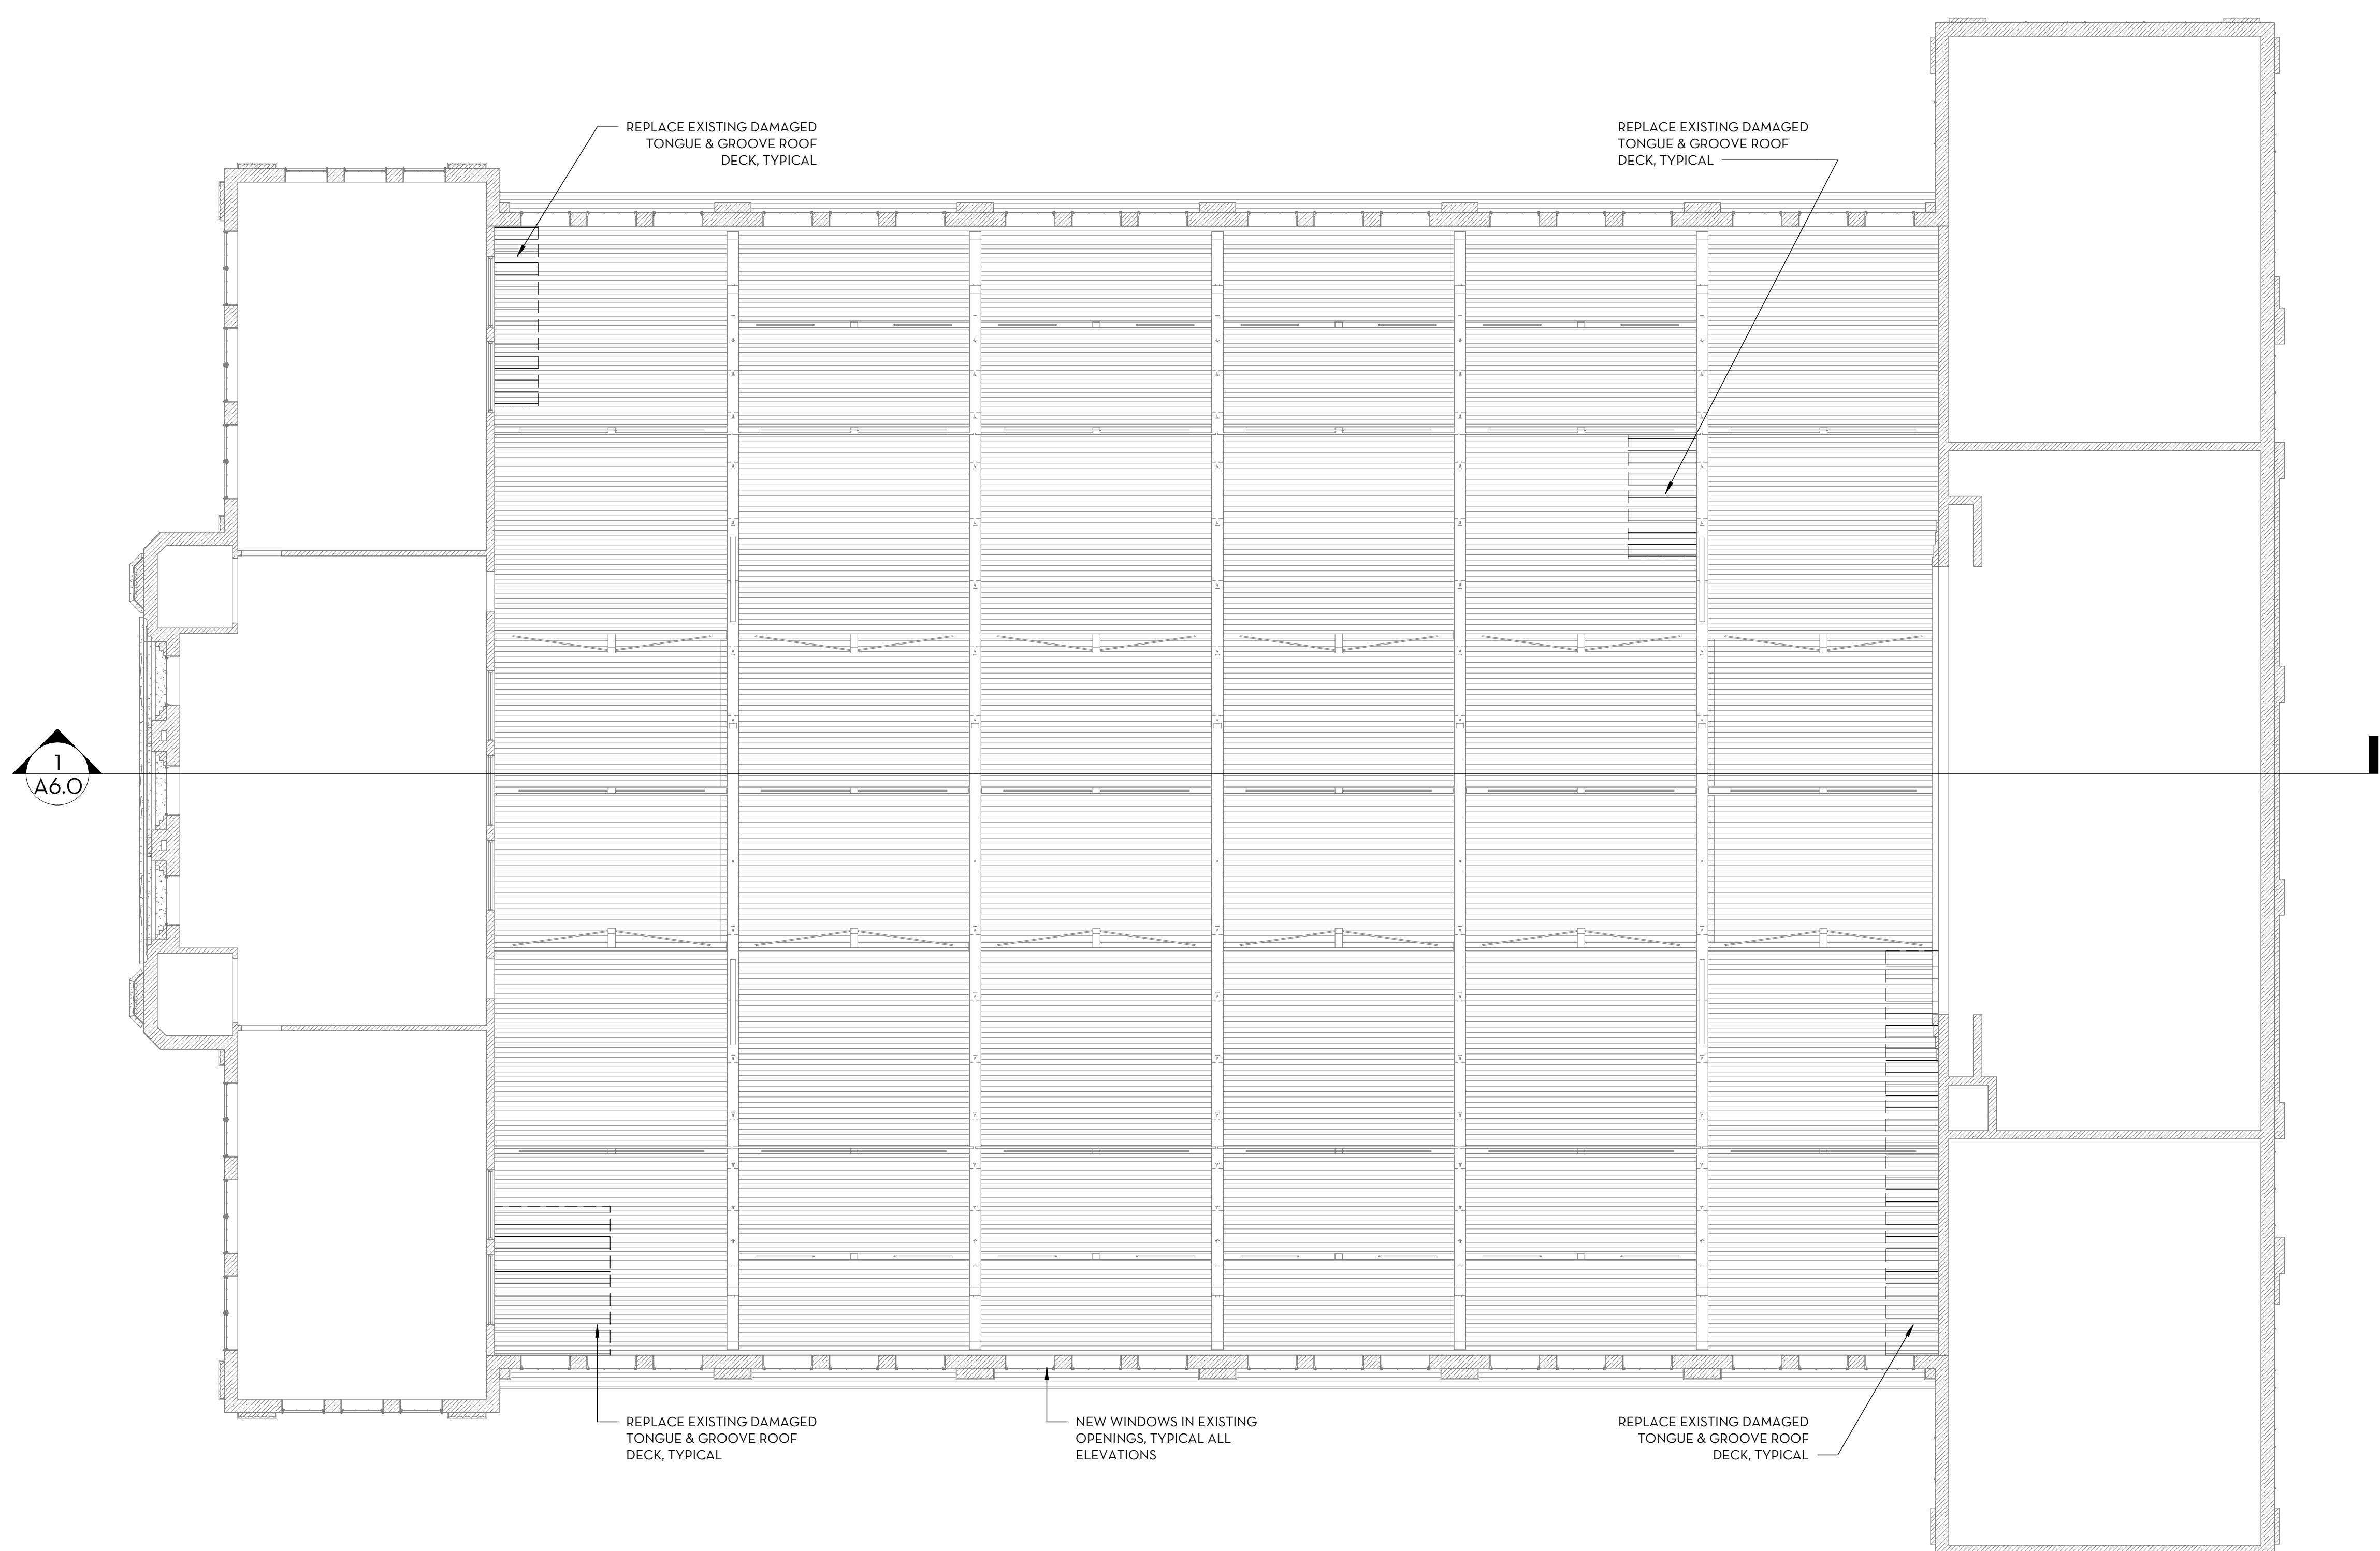 REPLACE EXISTING DAMAGED
TONGUE & GROOVE ROOF
DECK, TYPICAL
REPLACE EXISTING DAMAGED
TONGUE & GROOVE ROOF
DECK, TYPICAL
1
A6.0
REPLACE EXISTING DAMAGED
TONGUE & GROOVE ROOF
DECK, TYPICAL
NEW WINDOWS IN EXISTING
OPENINGS, TYPICAL ALL
ELEVATIONS
REPLACE EXISTING DAMAGED
TONGUE & GROOVE ROOF
DECK, TYPICAL